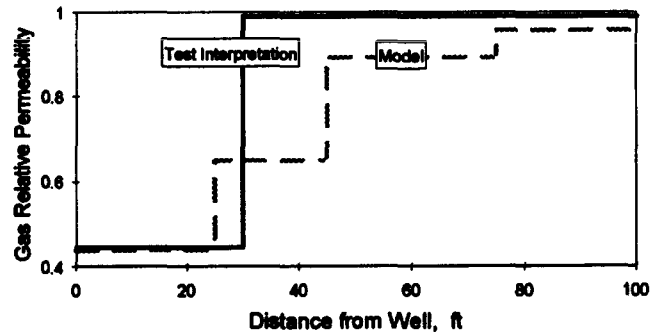 1
0.8
0.6
0.4
Gas Relative Permeability
Test Interpretation
Model
0
20
40
60
80
100
Distance from Well, ft